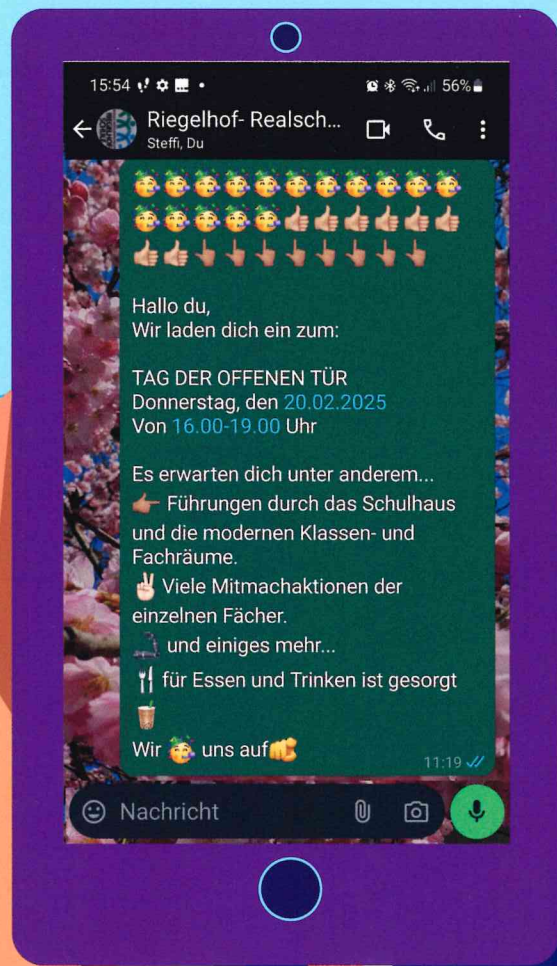 15:54
56%
Riegelhof- Realsch...
Steffi, Du
Hallo du,
Wir laden dich ein zum:
TAG DER OFFENEN TÜR
Donnerstag, den 20.02.2025
Von 16.00-19.00 Uhr
Es erwarten dich unter anderem...
👉🏽 Führungen durch das Schulhaus
und die modernen Klassen- und
Fachräume.
✌🏻 Viele Mitmachaktionen der
einzelnen Fächer.
🦾 und einiges mehr...
🍴 für Essen und Trinken ist gesorgt
🧋
Wir 🥳 uns auf🫵
11:19
Nachricht